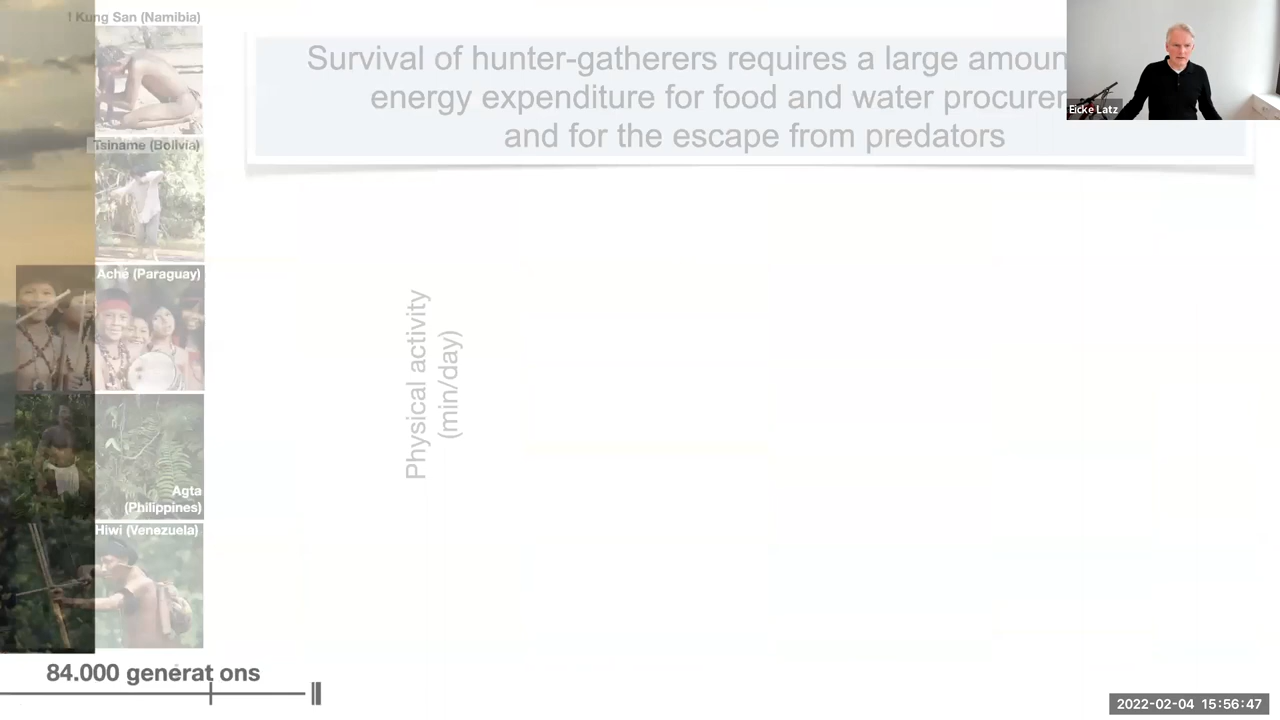 ! Kung San (Namibia)
Survival of hunter-gatherers requires a large amoun
energy expenditure for food and water procurer
and for the escape from predators
Eicke Latz
Tsiname (Bolivia)
Aché (Paraguay)
Physical activity
(min/day)
Agta
(Philippines)
Hiwi (Venezuela)
84.000 generat ons
2022-02-04 15:56:47